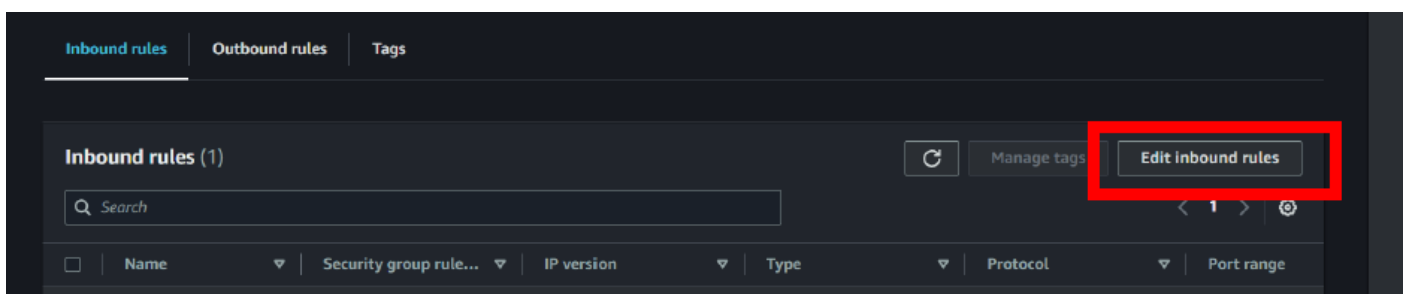 Inbound rules Outbound rules Tags
Inbound rules (1) Manage tags Edit inbound rules
Search
1
Name Security group rule... IP version Type Protocol Port range